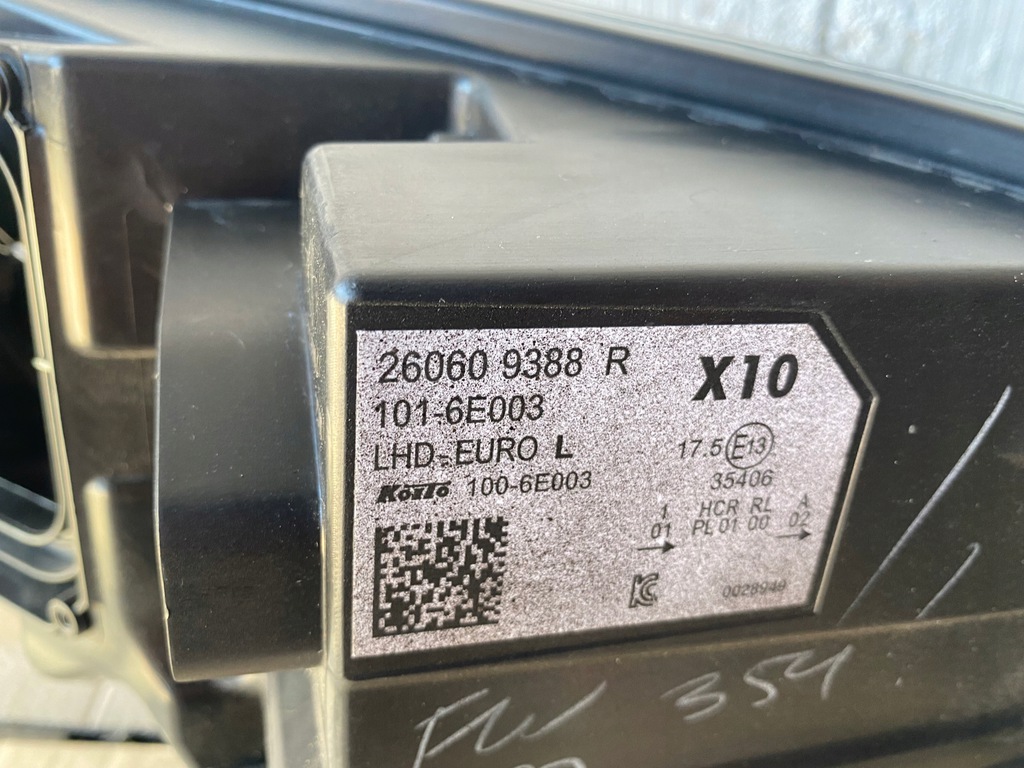 26060 9388 R
X10
101-6E003
LHD-EURO L
17.5 E13
KOITO 100-6E003
35406
1 HCR RL A
01 PL 01 00 02
0028949
354